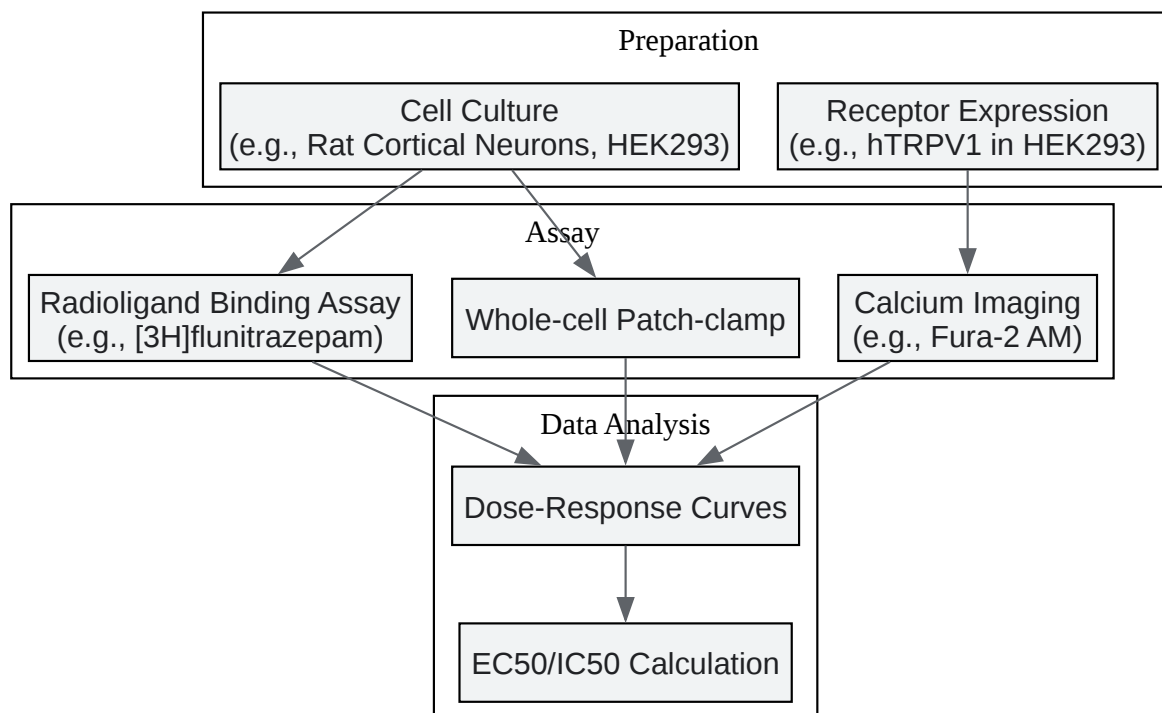 Preparation
Cell Culture
(e.g., Rat Cortical Neurons, HEK293)
Receptor Expression
(e.g., hTRPV1 in HEK293)
Assay
Radioligand Binding Assay
(e.g., [3H]flunitrazepam)
Whole-cell Patch-clamp
Calcium Imaging
(e.g., Fura-2 AM)
Data Analysis
Dose-Response Curves
EC50/IC50 Calculation